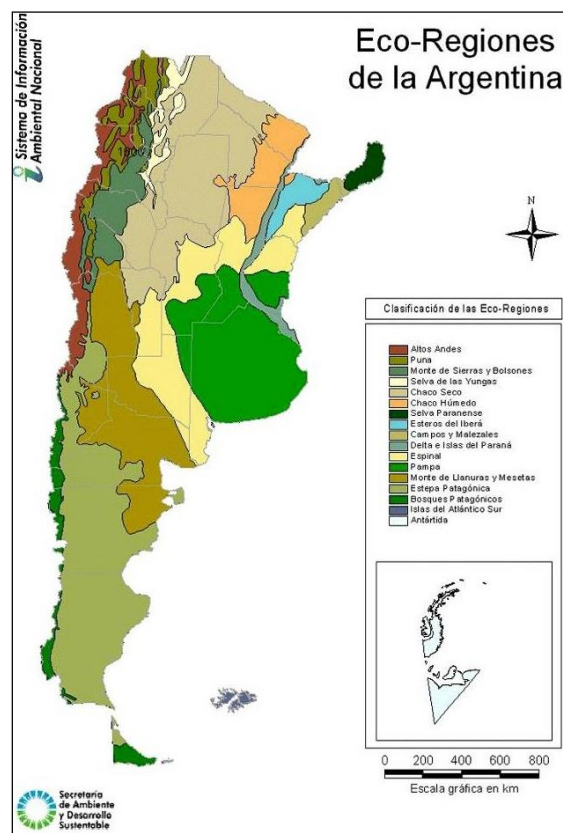 Sistema de Información
Ambiental Nacional
Eco-Regiones
de la Argentina
N
Clasificación de las Eco-Regiones
Altos Andes
Puna
Monte de Sierras y Bolsones
Selva de las Yungas
Chaco Seco
Chaco Húmedo
Selva Paranense
Esteros del Iberá
Campos y Malezales
Delta e Islas del Paraná
Espinal
Pampa
Monte de Llanuras y Mesetas
Estepa Patagónica
Bosques Patagónicos
Islas del Atlántico Sur
Antártida
0 200 400 600 800
Escala gráfica en km
Secretaría
de Ambiente
y Desarrollo
Sustentable